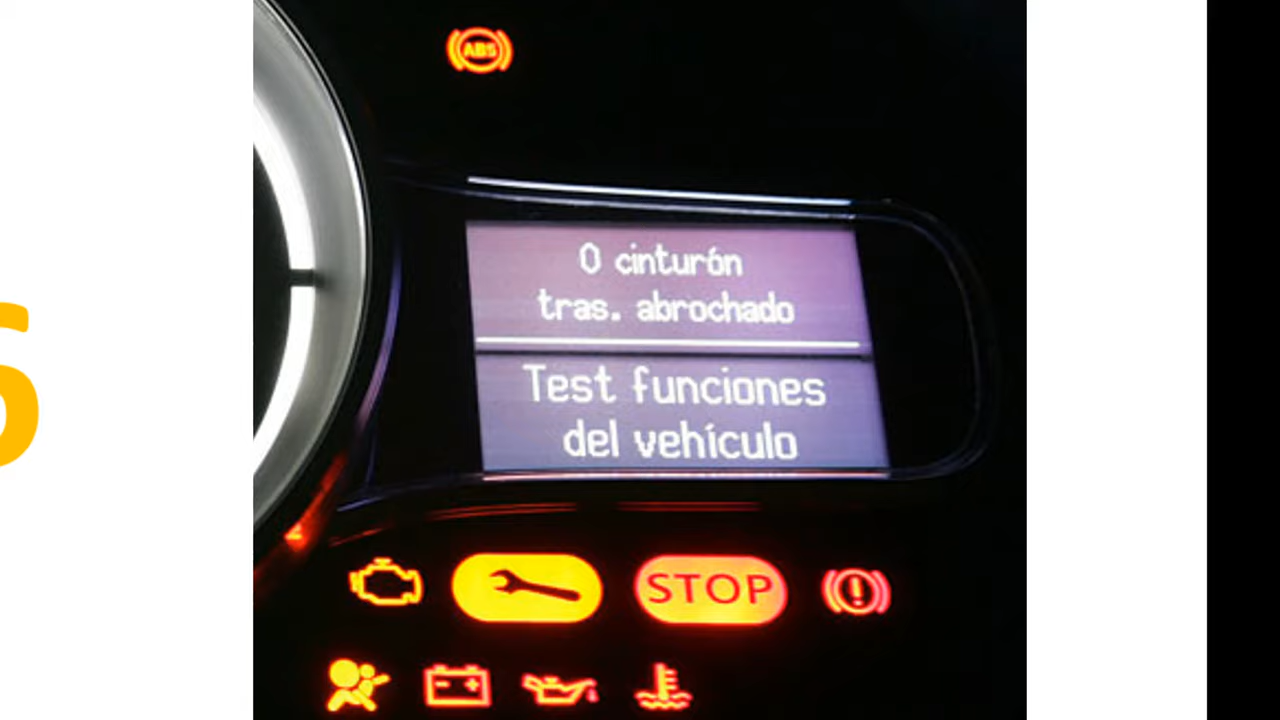 ABS
0 cinturón
tras. abrochado
Test funciones
del vehículo
STOP